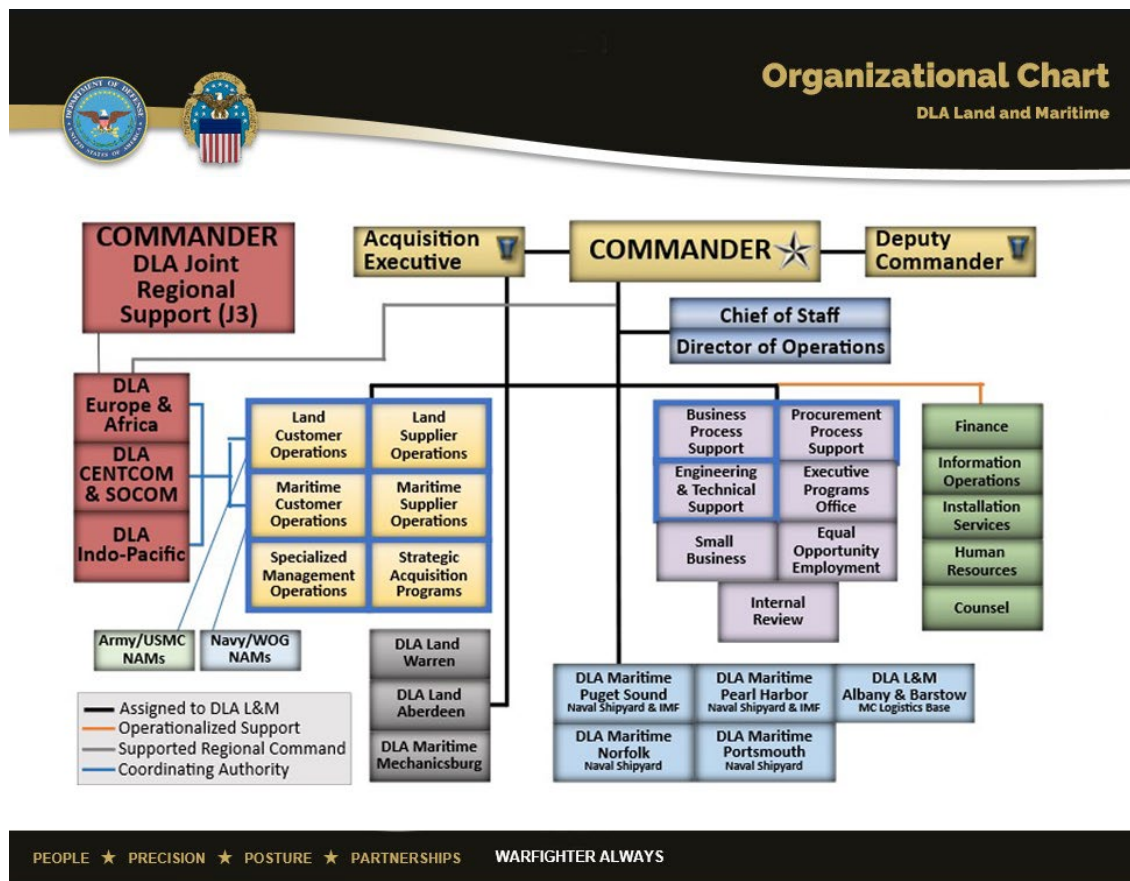 Organizational Chart
DLA Land and Maritime
DEPARTMENT OF DEFENSE
UNITED STATES OF AMERICA
COMMANDER
DLA Joint
Regional
Support (J3)
Acquisition
Executive
COMMANDER
Deputy
Commander
Chief of Staff
Director of Operations
DLA
Europe &
Africa
DLA
CENTCOM
& SOCOM
DLA
Indo-Pacific
Land
Customer
Operations
Land
Supplier
Operations
Maritime
Customer
Operations
Maritime
Supplier
Operations
Specialized
Management
Operations
Strategic
Acquisition
Programs
Business
Process
Support
Procurement
Process
Support
Engineering
& Technical
Support
Executive
Programs
Office
Small
Business
Equal
Opportunity
Employment
Internal
Review
Finance
Information
Operations
Installation
Services
Human
Resources
Counsel
Army/USMC
NAMs
Navy/WOG
NAMs
DLA Land
Warren
DLA Land
Aberdeen
DLA Maritime
Mechanicsburg
DLA Maritime
Puget Sound
Naval Shipyard & IMF
DLA Maritime
Pearl Harbor
Naval Shipyard & IMF
DLA L&M
Albany & Barstow
MC Logistics Base
DLA Maritime
Norfolk
Naval Shipyard
DLA Maritime
Portsmouth
Naval Shipyard
Assigned to DLA L&M
Operationalized Support
Supported Regional Command
Coordinating Authority
PEOPLE ★ PRECISION ★ POSTURE ★ PARTNERSHIPS WARFIGHTER ALWAYS